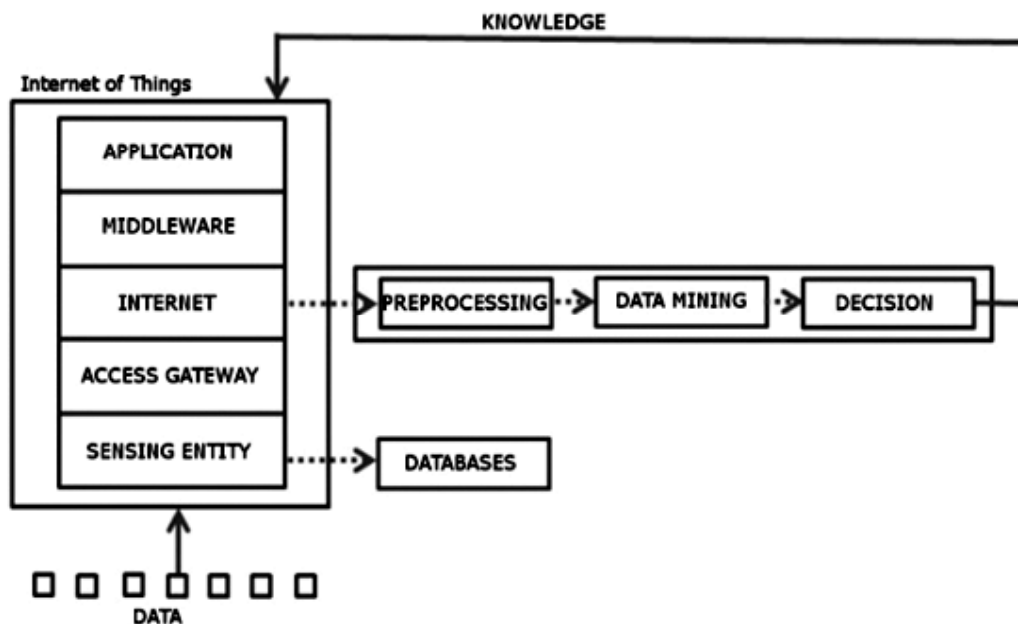 KNOWLEDGE
Internet of Things
APPLICATION
MIDDLEWARE
INTERNET
PREPROCESSING
DATA MINING
DECISION
ACCESS GATEWAY
SENSING ENTITY
DATABASES
DATA